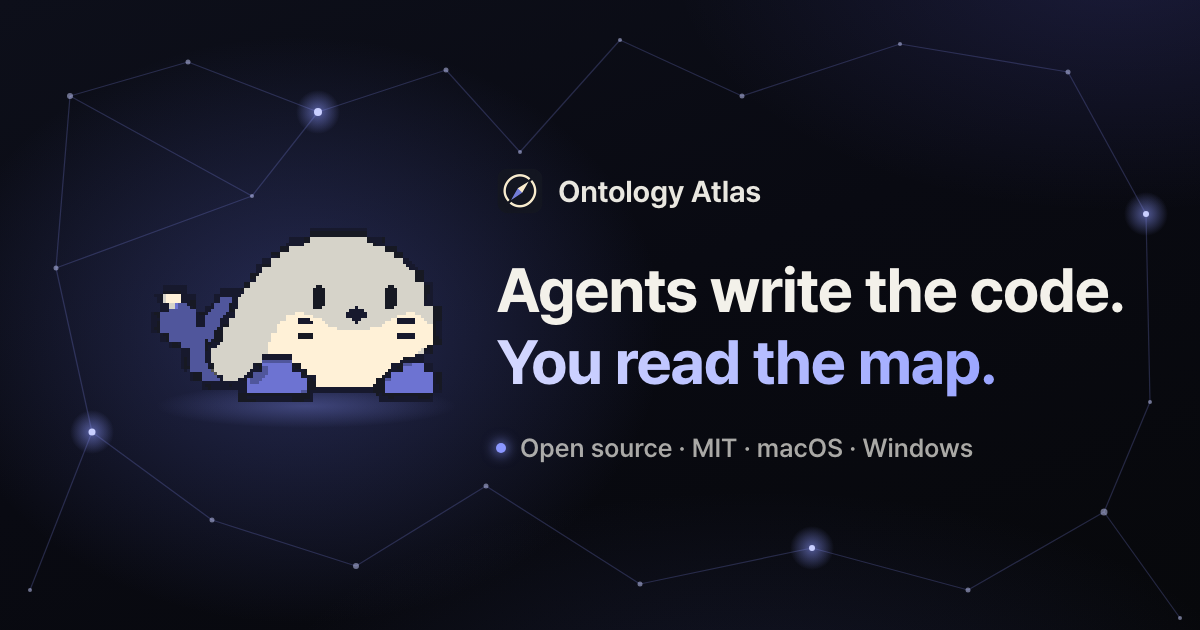 Ontology Atlas
Agents write the code.
You read the map.
Open source · MIT · macOS · Windows